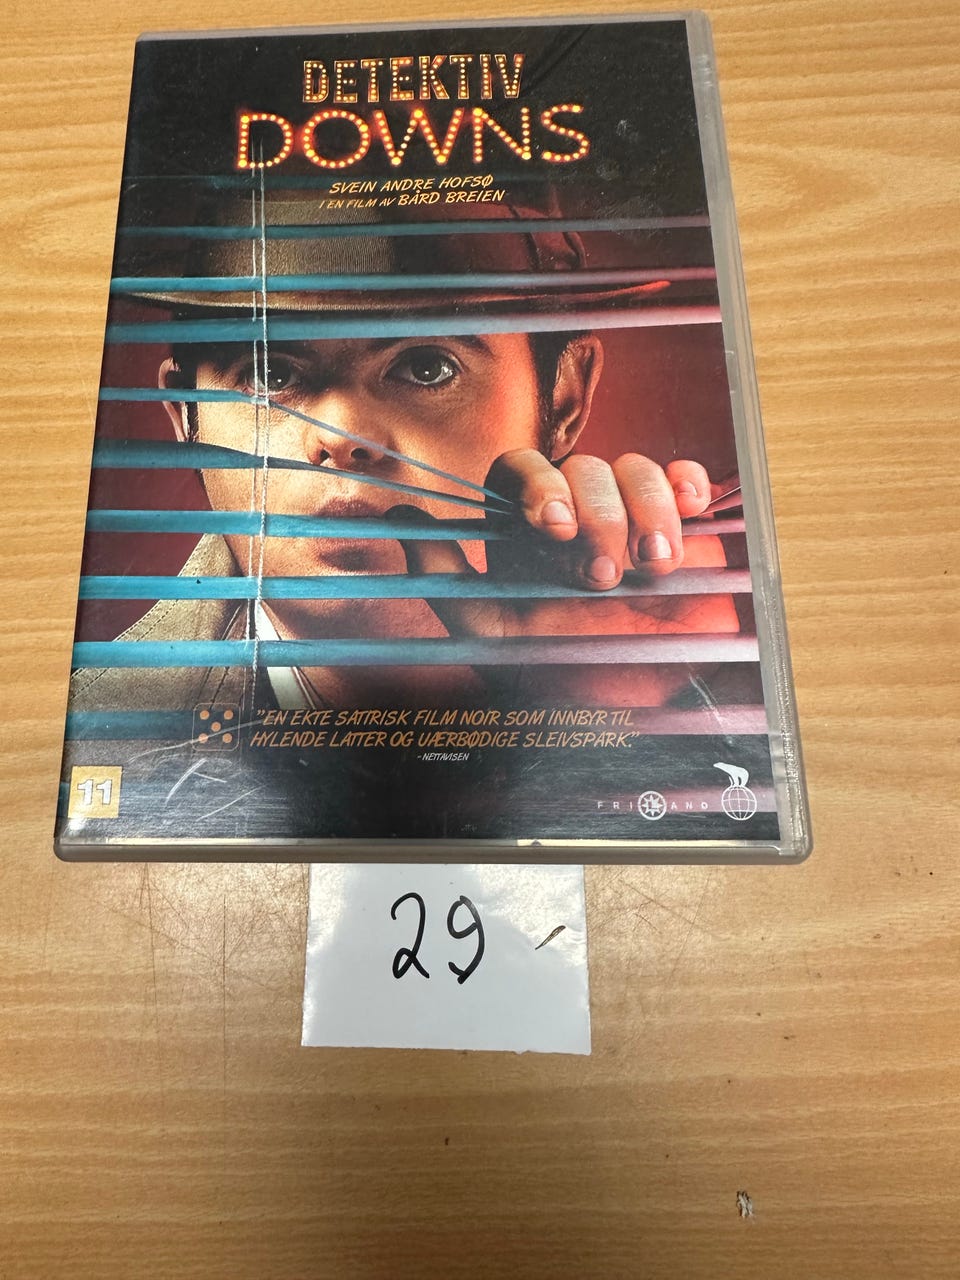 DETEKTIV
DOWNS
SVEIN ANDRE HOFSØ
I EN FILM AV BÅRD BREIEN
"EN EKTE SATIRISK FILM NOIR SOM INNBYR TIL
HYLENDE LATTER OG UÆRBØDIGE SLEIVSPARK."
- NETTAVISEN
11
FRILAND
29 -